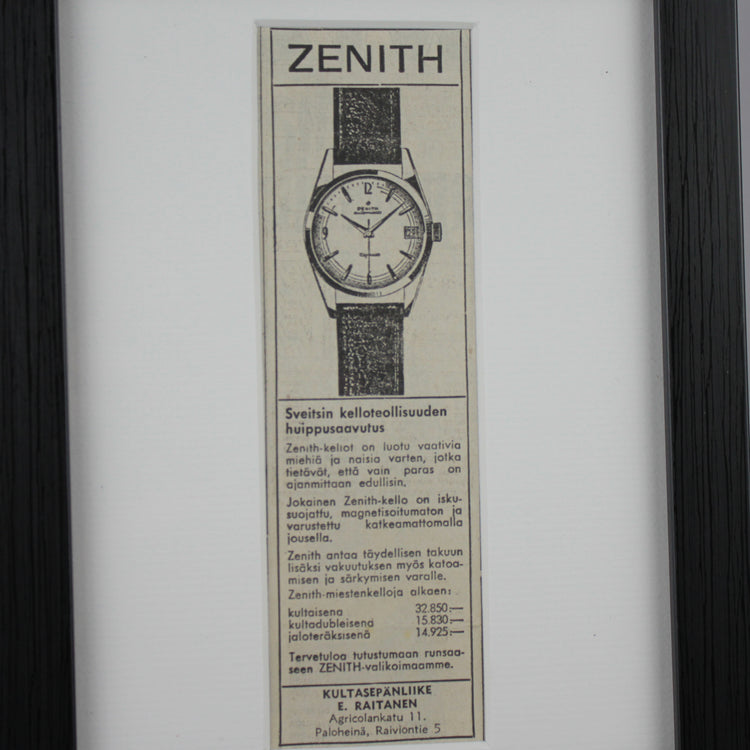 ZENITH
12
ZENITH
9
Sveitsin kelloteollisuuden
huippusaavutus
Zenith-kellot on luotu vaativia
miehiä ja naisia varten, jotka
tietävät, että vain paras on
ajanmittaan edullisin.
Jokainen Zenith-kello on isku-
suojattu, magnetisoitumaton ja
varustettu katkeamattomalla
jousella.
Zenith antaa täydellisen takuun
lisäksi vakuutuksen myös katoa-
misen ja särkymisen varalle.
Zenith-miestenkelloja alkaen:
kultaisena 32.850:—
kultadubleisena 15.830:—
jaloteräksisenä 14.925:—
Tervetuloa tutustumaan runsaa-
seen ZENITH-valikoimaamme.
KULTASEPÄNLIIKE
E. RAITANEN
Agricolankatu 11.
Paloheinä, Raiviontie 5